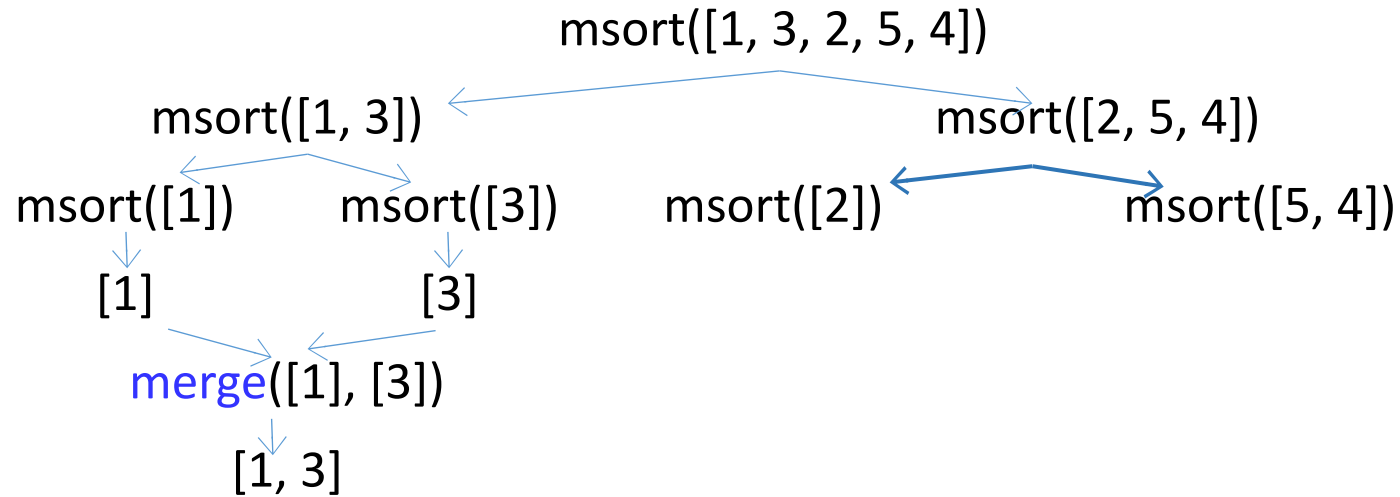 msort([1, 3, 2, 5, 4])
msort([1, 3]) msort([2, 5, 4])
msort([1]) msort([3]) msort([2]) msort([5, 4])
[1] [3]
merge([1], [3])
[1, 3]